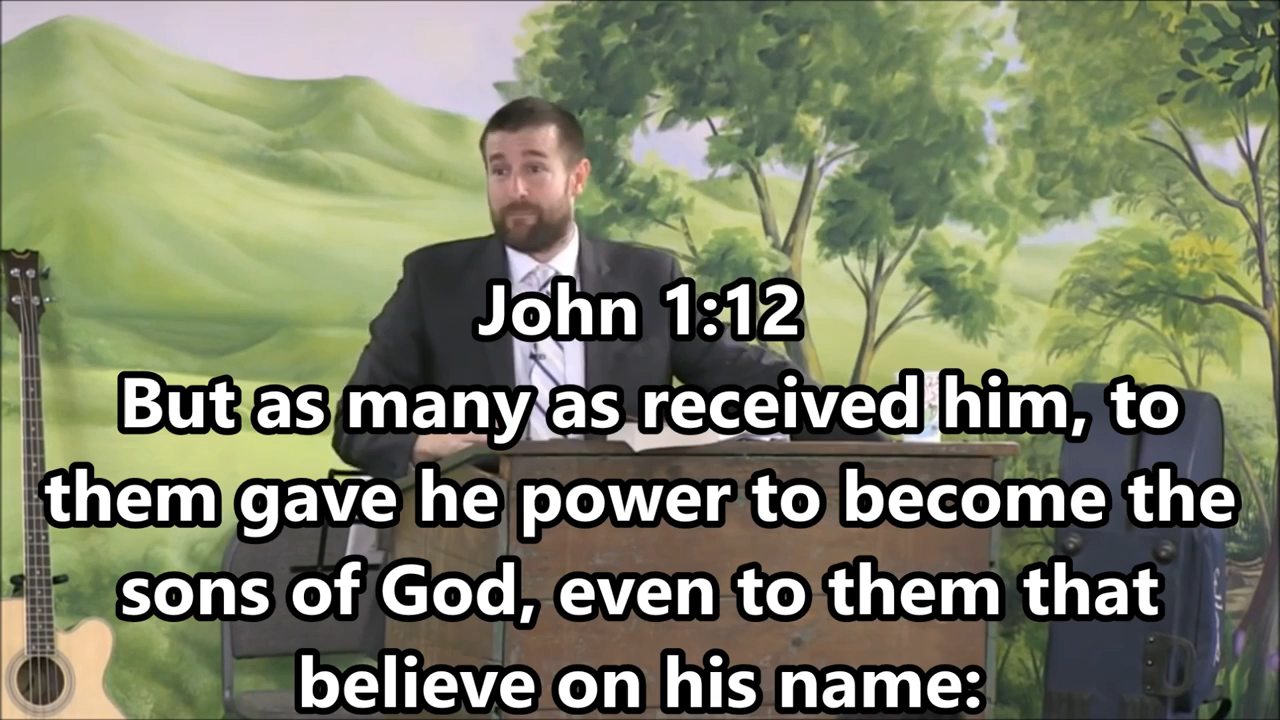 John 1:12
But as many as received him, to
them gave he power to become the
sons of God, even to them that
believe on his name: